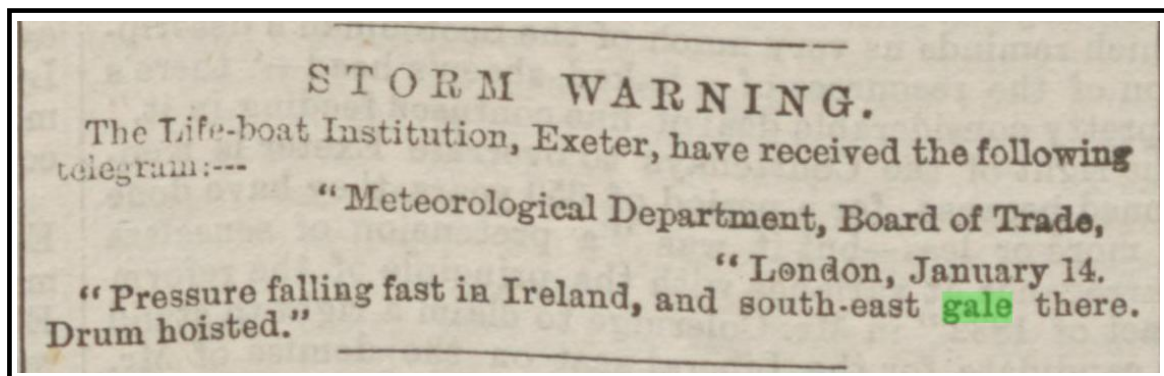 STORM WARNING.
The Life-boat Institution, Exeter, have received the following
telegram:---
“Meteorological Department, Board of Trade,
“London, January 14.
“Pressure falling fast in Ireland, and south-east gale there.
Drum hoisted.”